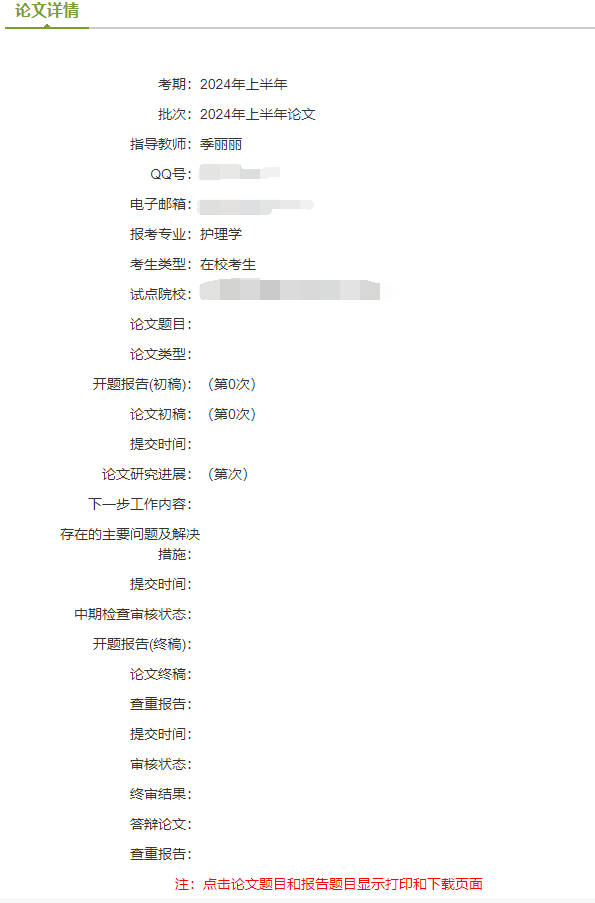 论文详情
考期：2024年上半年
批次：2024年上半年论文
指导教师：季丽丽
QQ号：
电子邮箱：
报考专业：护理学
考生类型：在校考生
试点院校：
论文题目：
论文类型：
开题报告(初稿)：（第0次）
论文初稿：（第0次）
提交时间：
论文研究进展：（第次）
下一步工作内容：
存在的主要问题及解决
措施：
提交时间：
中期检查审核状态：
开题报告(终稿)：
论文终稿：
查重报告：
提交时间：
审核状态：
终审结果：
答辩论文：
查重报告：
注：点击论文题目和报告题目显示打印和下载页面